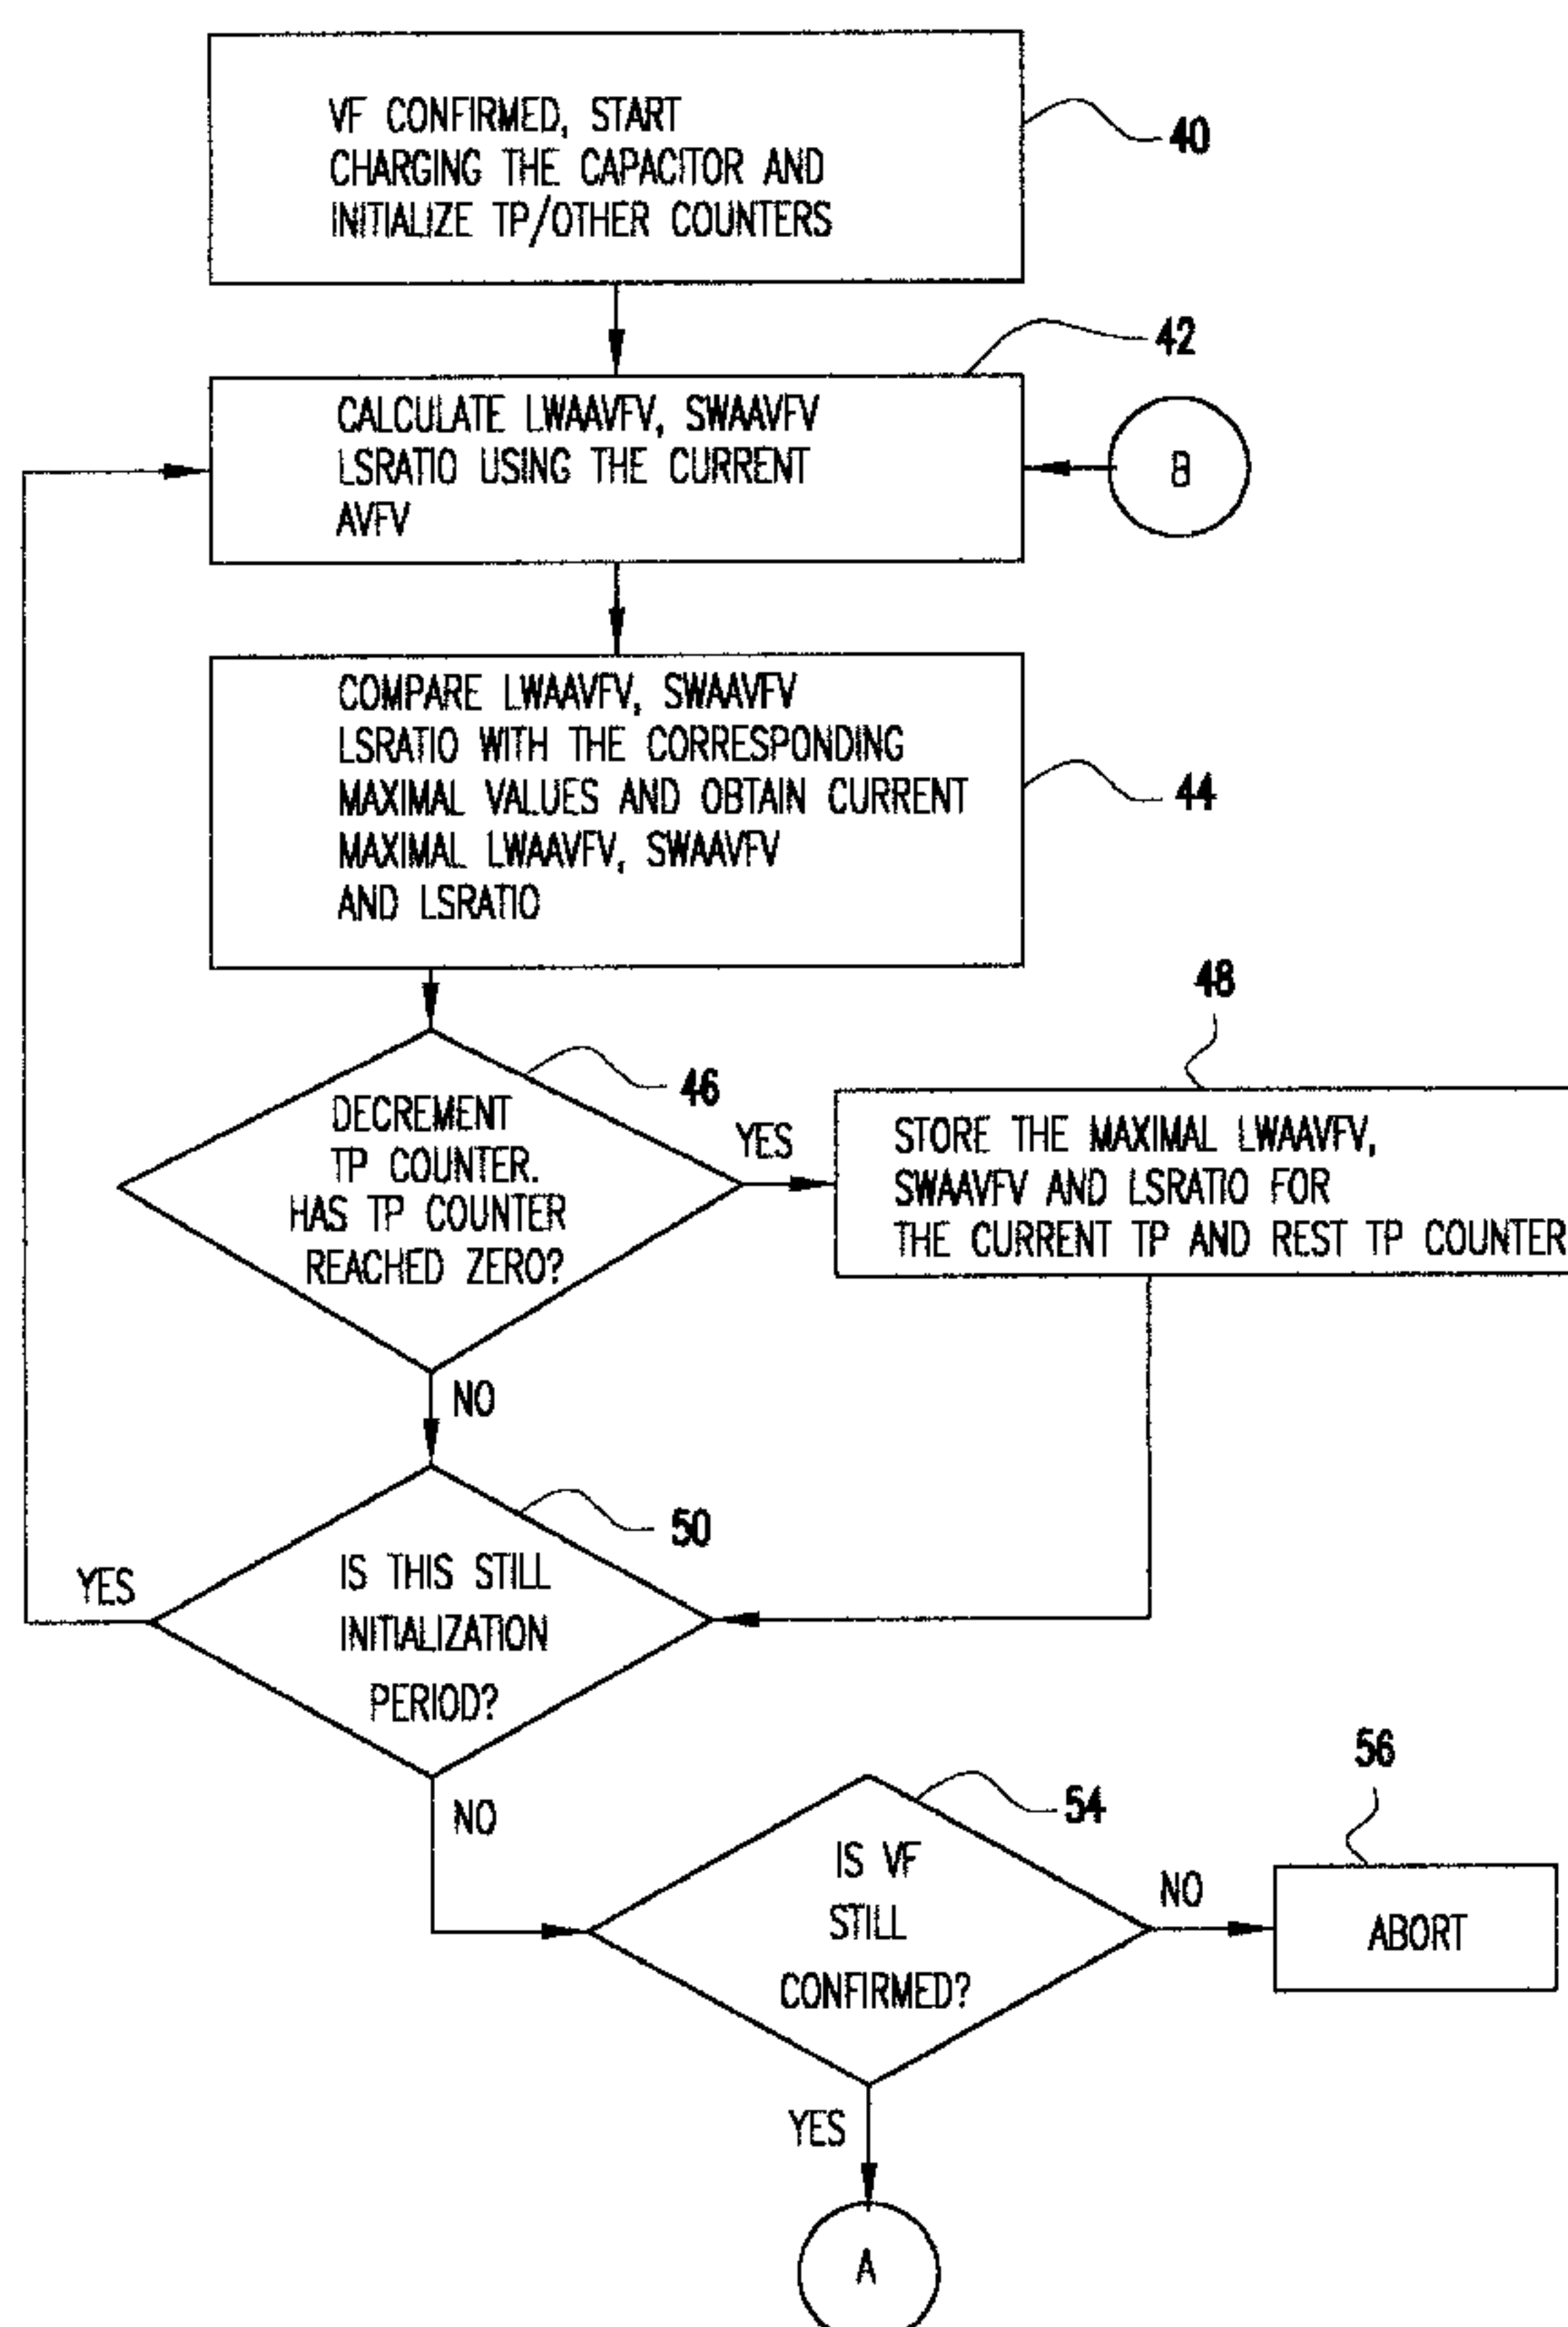 VF CONFIRMED, START
CHARGING THE CAPACITOR AND
INITIALIZE TP/OTHER COUNTERS
40
42
CALCULATE LWAAVFV, SWAAVFV
LSRATIO USING THE CURRENT
AVFV
B
COMPARE LWAAVFV, SWAAVFV
LSRATIO WITH THE CORRESPONDING
MAXIMAL VALUES AND OBTAIN CURRENT
MAXIMAL LWAAVFV, SWAAVFV
AND LSRATIO
44
46
DECREMENT
TP COUNTER.
HAS TP COUNTER
REACHED ZERO?
YES
48
STORE THE MAXIMAL LWAAVFV,
SWAAVFV AND LSRATIO FOR
THE CURRENT TP AND REST TP COUNTER
NO
50
IS THIS STILL
INITIALIZATION
PERIOD?
YES
NO
54
IS VF
STILL
CONFIRMED?
NO
56
ABORT
YES
A